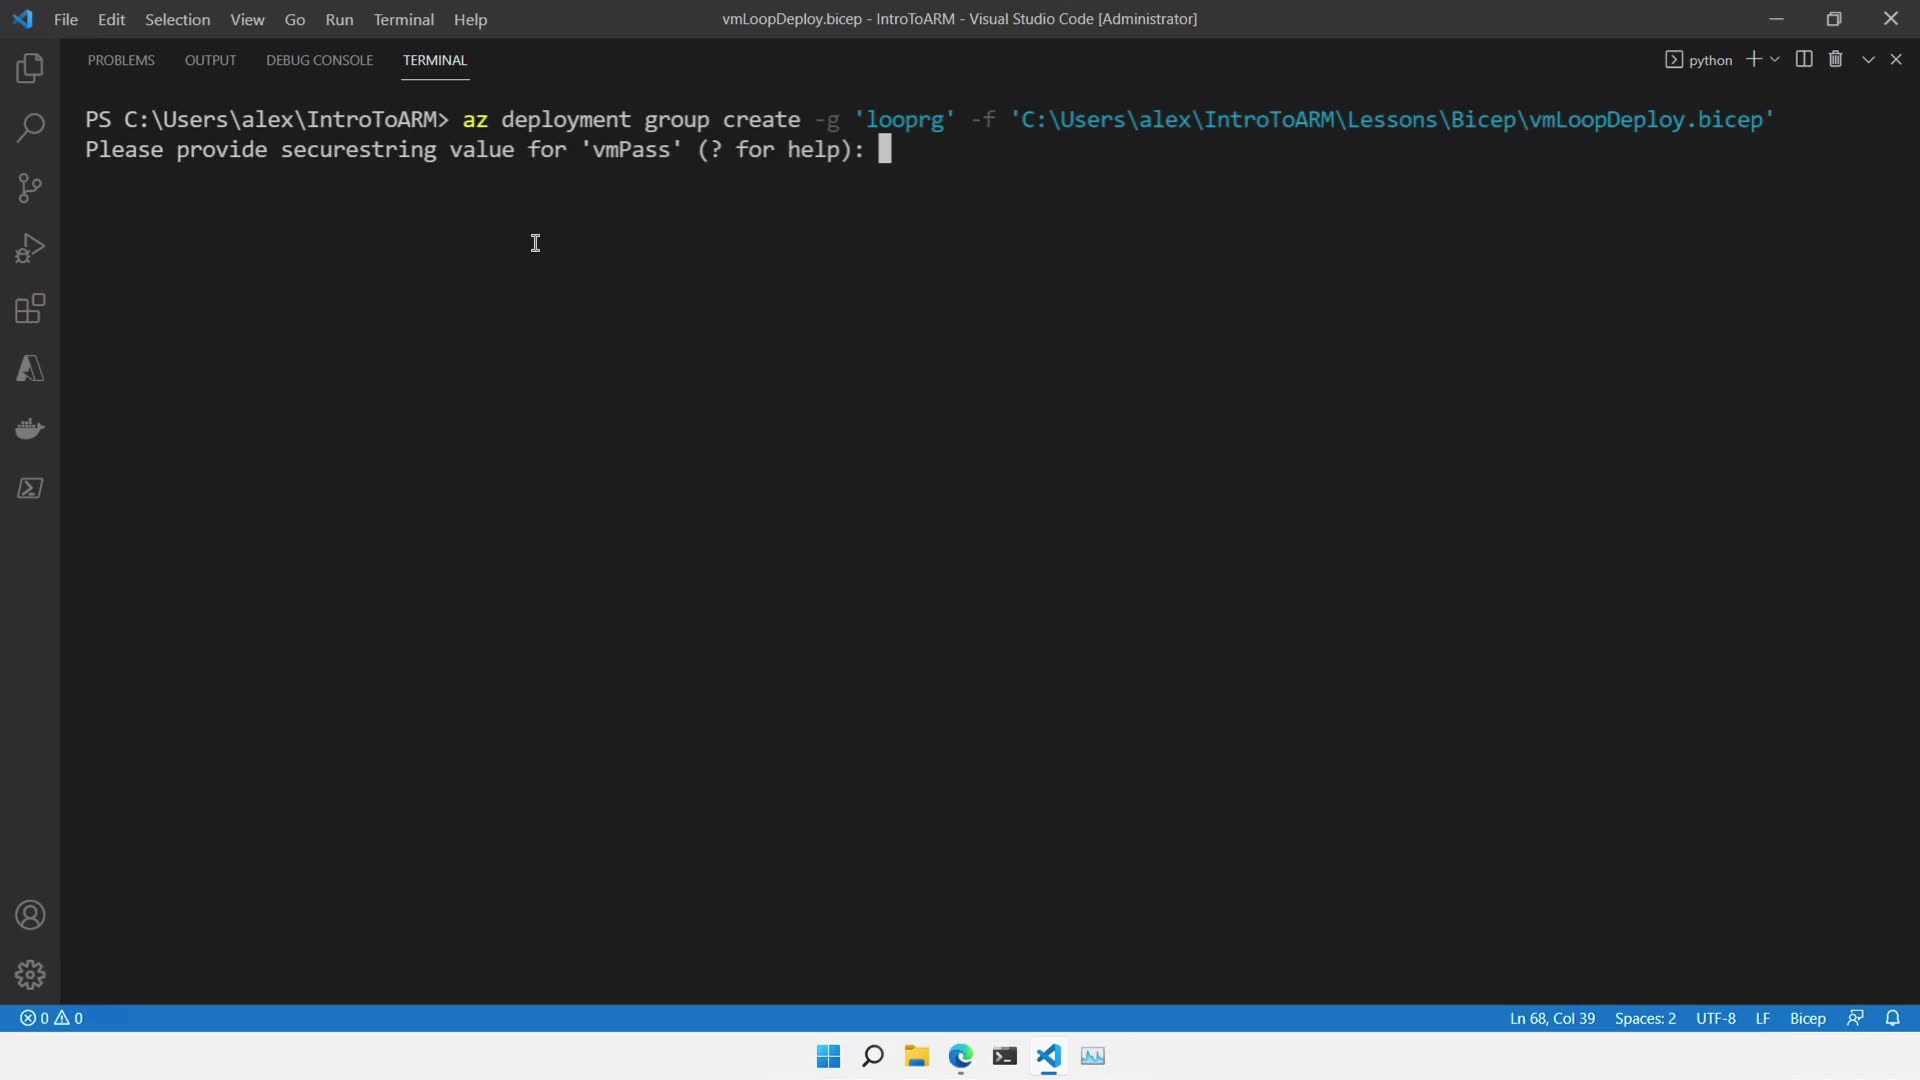 File Edit Selection View Go Run Terminal Help
vmLoopDeploy.bicep - IntroToARM - Visual Studio Code [Administrator]
PROBLEMS OUTPUT DEBUG CONSOLE TERMINAL
python
PS C:\Users\alex\IntroToARM> az deployment group create -g 'looprg' -f 'C:\Users\alex\IntroToARM\Lessons\Bicep\vmLoopDeploy.bicep'
Please provide securestring value for 'vmPass' (? for help):
0 0
Ln 68, Col 39 Spaces: 2 UTF-8 LF Bicep